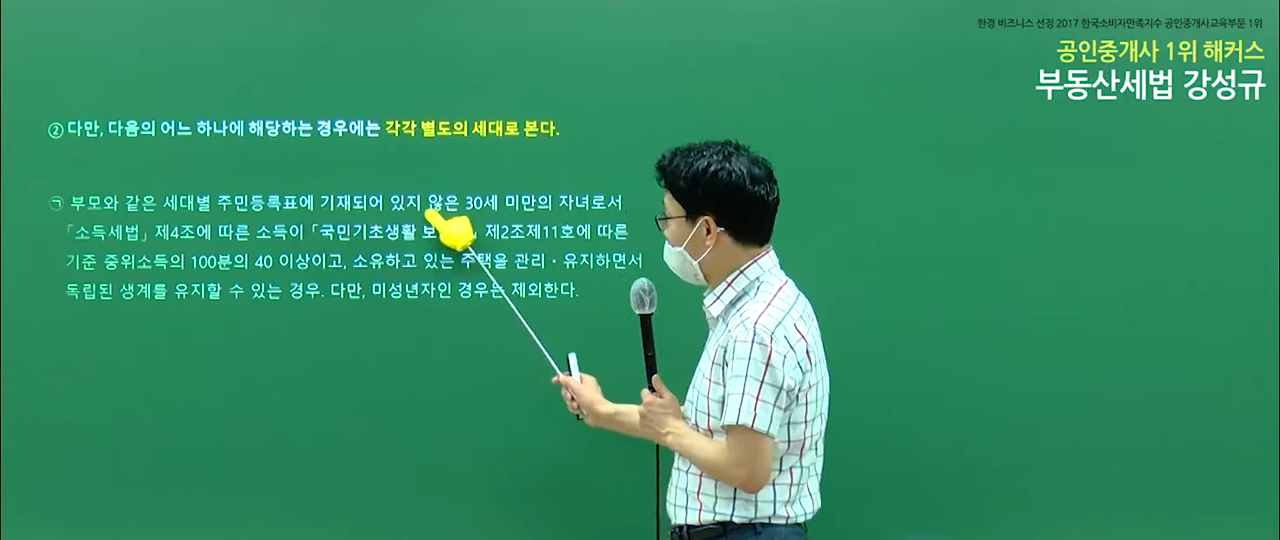 한경 비즈니스 선정 2017 한국소비자만족지수 공인중개사교육부문 1위
공인중개사 1위 해커스
부동산세법 강성규
② 다만, 다음의 어느 하나에 해당하는 경우에는 각각 별도의 세대로 본다.
㉠ 부모와 같은 세대별 주민등록표에 기재되어 있지 않은 30세 미만의 자녀로서
「소득세법」 제4조에 따른 소득이 「국민기초생활 보 」 제2조제11호에 따른
기준 중위소득의 100분의 40 이상이고, 소유하고 있는 주택을 관리·유지하면서
독립된 생계를 유지할 수 있는 경우. 다만, 미성년자인 경우는 제외한다.